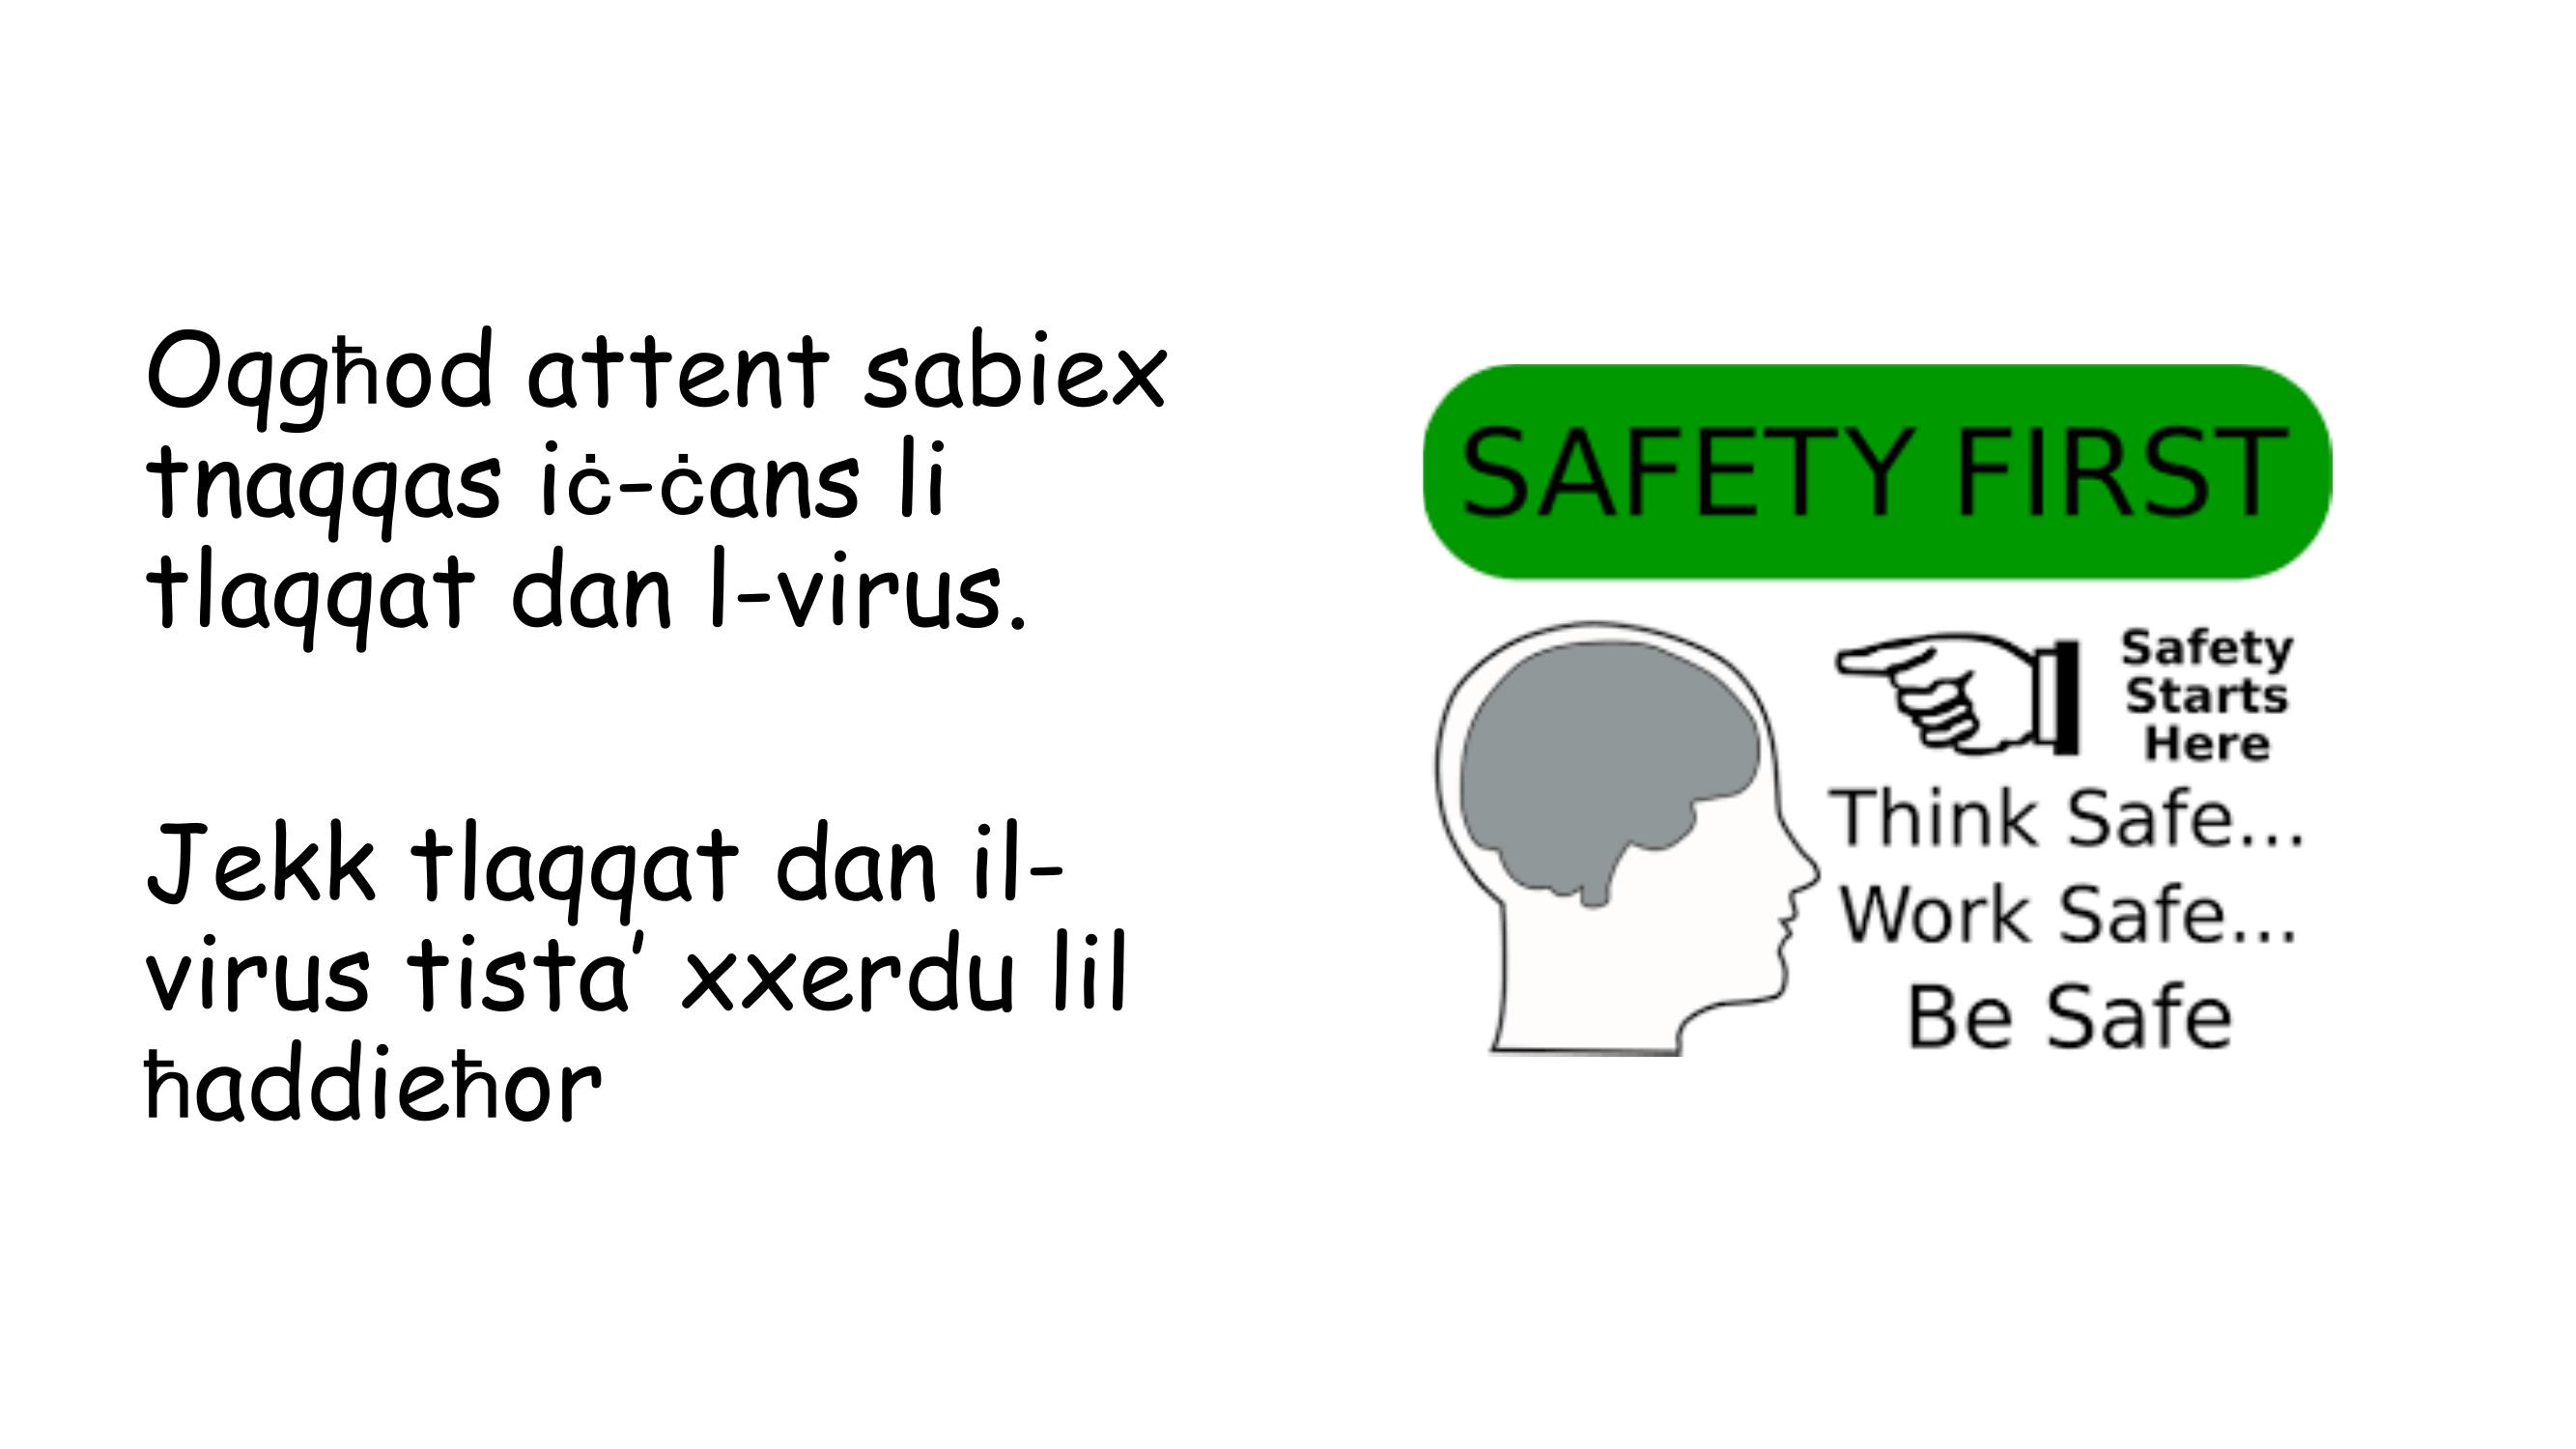 Oqgħod attent sabiex
tnaqqas iċ-ċans li
tlaqqat dan l-virus.
Jekk tlaqqat dan il-
virus tista’ xxerdu lil
ħaddieħor
SAFETY FIRST
Safety
Starts
Here
Think Safe...
Work Safe...
Be Safe